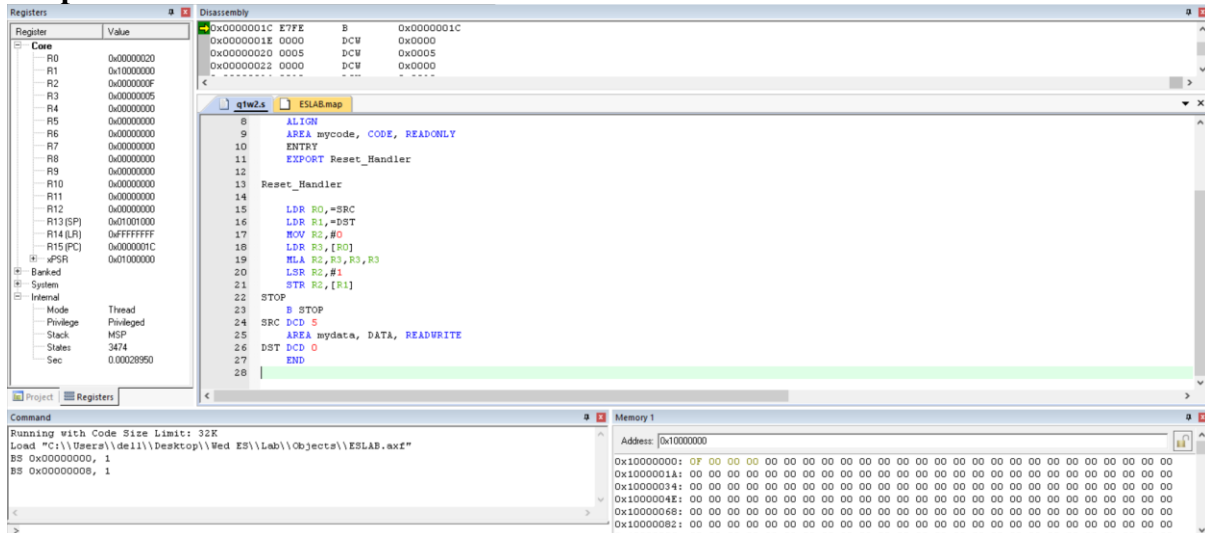 Registers
Register Value
Core
R0 0x00000020
R1 0x10000000
R2 0x0000000F
R3 0x00000005
R4 0x00000000
R5 0x00000000
R6 0x00000000
R7 0x00000000
R8 0x00000000
R9 0x00000000
R10 0x00000000
R11 0x00000000
R12 0x00000000
R13 (SP) 0x01001000
R14 (LR) 0xFFFFFFFF
R15 (PC) 0x0000001C
xPSR 0x01000000
Banked
System
Internal
Mode Thread
Privilege Privileged
Stack MSP
States 3474
Sec 0.00028950
Project Registers
Disassembly
0x0000001C E7FE B 0x0000001C
0x0000001E 0000 DCW 0x0000
0x00000020 0005 DCW 0x0005
0x00000022 0000 DCW 0x0000
q1w2.s ESLAB.map
8 ALIGN
9 AREA mycode, CODE, READONLY
10 ENTRY
11 EXPORT Reset_Handler
12
13 Reset_Handler
14
15 LDR R0,=SRC
16 LDR R1,=DST
17 MOV R2,#0
18 LDR R3,[R0]
19 MLA R2,R3,R3,R3
20 LSR R2,#1
21 STR R2,[R1]
22 STOP
23 B STOP
24 SRC DCD 5
25 AREA mydata, DATA, READWRITE
26 DST DCD 0
27 END
28
Command
Running with Code Size Limit: 32K
Load "C:\\Users\\dell\\Desktop\\Wed ES\\Lab\\Objects\\ESLAB.axf"
BS 0x00000000, 1
BS 0x00000008, 1
>
Memory 1
Address: 0x10000000
0x10000000: 0F 00 00 00 00 00 00 00 00 00 00 00 00 00 00 00 00 00 00 00 00 00 00 00 00 00
0x1000001A: 00 00 00 00 00 00 00 00 00 00 00 00 00 00 00 00 00 00 00 00 00 00 00 00 00 00
0x10000034: 00 00 00 00 00 00 00 00 00 00 00 00 00 00 00 00 00 00 00 00 00 00 00 00 00 00
0x1000004E: 00 00 00 00 00 00 00 00 00 00 00 00 00 00 00 00 00 00 00 00 00 00 00 00 00 00
0x10000068: 00 00 00 00 00 00 00 00 00 00 00 00 00 00 00 00 00 00 00 00 00 00 00 00 00 00
0x10000082: 00 00 00 00 00 00 00 00 00 00 00 00 00 00 00 00 00 00 00 00 00 00 00 00 00 00